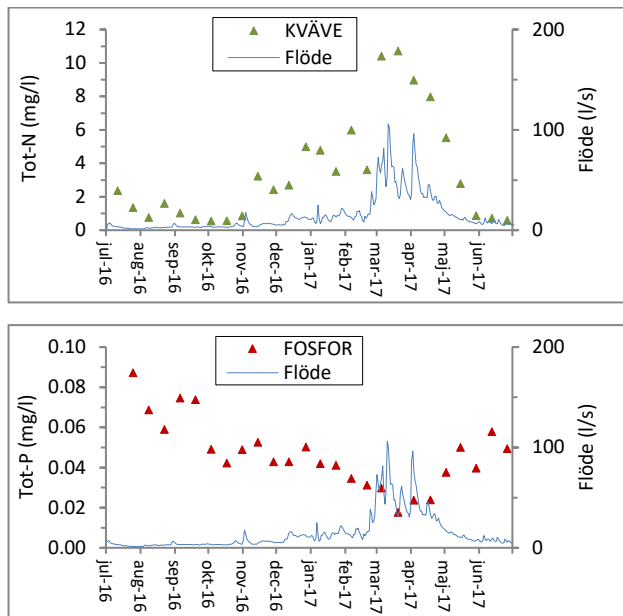 KVÄVE
Flöde
Tot-N (mg/l)
12
10
8
6
4
2
0
Flöde (l/s)
200
100
0
jul-16
aug-16
sep-16
okt-16
nov-16
dec-16
jan-17
feb-17
mar-17
apr-17
maj-17
jun-17
FOSFOR
Flöde
Tot-P (mg/l)
0.10
0.08
0.06
0.04
0.02
0.00
Flöde (l/s)
200
100
0
jul-16
aug-16
sep-16
okt-16
nov-16
dec-16
jan-17
feb-17
mar-17
apr-17
maj-17
jun-17